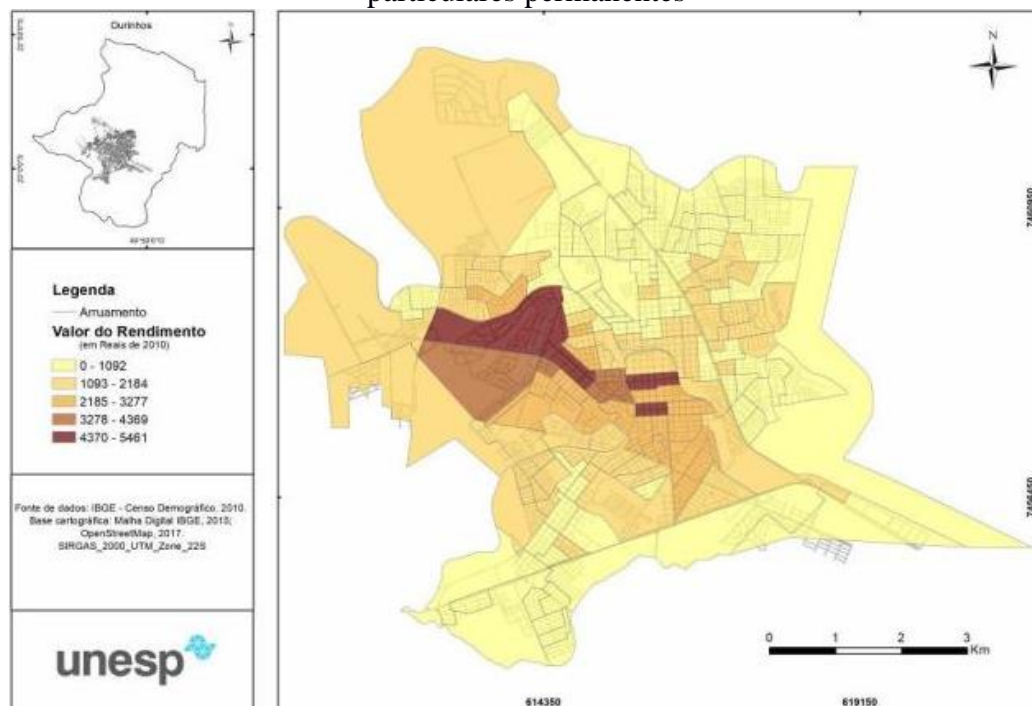 particulares permanentes
Ourinhos
N
Legenda
Arruamento
Valor do Rendimento
(em Reais de 2010)
0 - 1092
1093 - 2184
2185 - 3277
3278 - 4369
4370 - 5461
Fonte de dados: IBGE - Censo Demográfico, 2010.
Base cartográfica: Malha Digital IBGE, 2015;
OpenStreetMap, 2017.
SIRGAS_2000_UTM_Zone_22S
unesp
7460950
7456450
0 1 2 3
Km
614350
619150